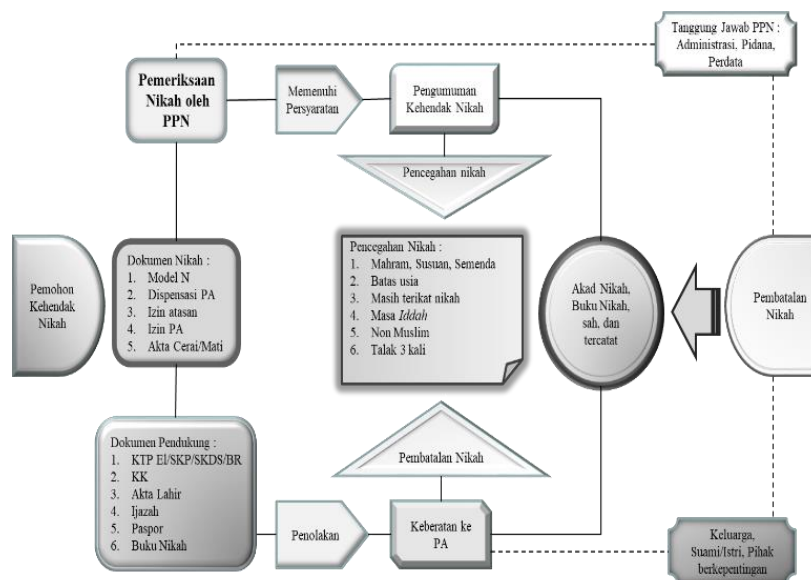 Tanggung Jawab PPN :
Administrasi, Pidana,
Perdata
Pemeriksaan
Nikah oleh
PPN
Memenuhi
Persyaratan
Pengumuman
Kehendak Nikah
Pencegahan nikah
Pemohon
Kehendak
Nikah
Dokumen Nikah :
1. Model N
2. Dispensasi PA
3. Izin atasan
4. Izin PA
5. Akta Cerai/Mati
Pencegahan Nikah :
1. Mahram, Susuan, Semenda
2. Batas usia
3. Masih terikat nikah
4. Masa Iddah
5. Non Muslim
6. Talak 3 kali
Akad Nikah,
Buku Nikah,
sah, dan
tercatat
Pembatalan
Nikah
Dokumen Pendukung :
1. KTP El/SKP/SKDS/BR
2. KK
3. Akta Lahir
4. Ijazah
5. Paspor
6. Buku Nikah
Pembatalan Nikah
Penolakan
Keberatan ke
PA
Keluarga,
Suami/Istri, Pihak
berkepentingan